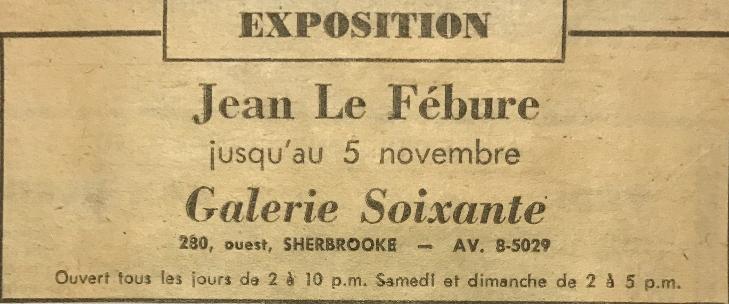 EXPOSITION
Jean Le Fébure
jusqu'au 5 novembre
Galerie Soixante
280, ouest, SHERBROOKE — AV. 8-5029
Ouvert tous les jours de 2 à 10 p.m. Samedi et dimanche de 2 à 5 p.m.